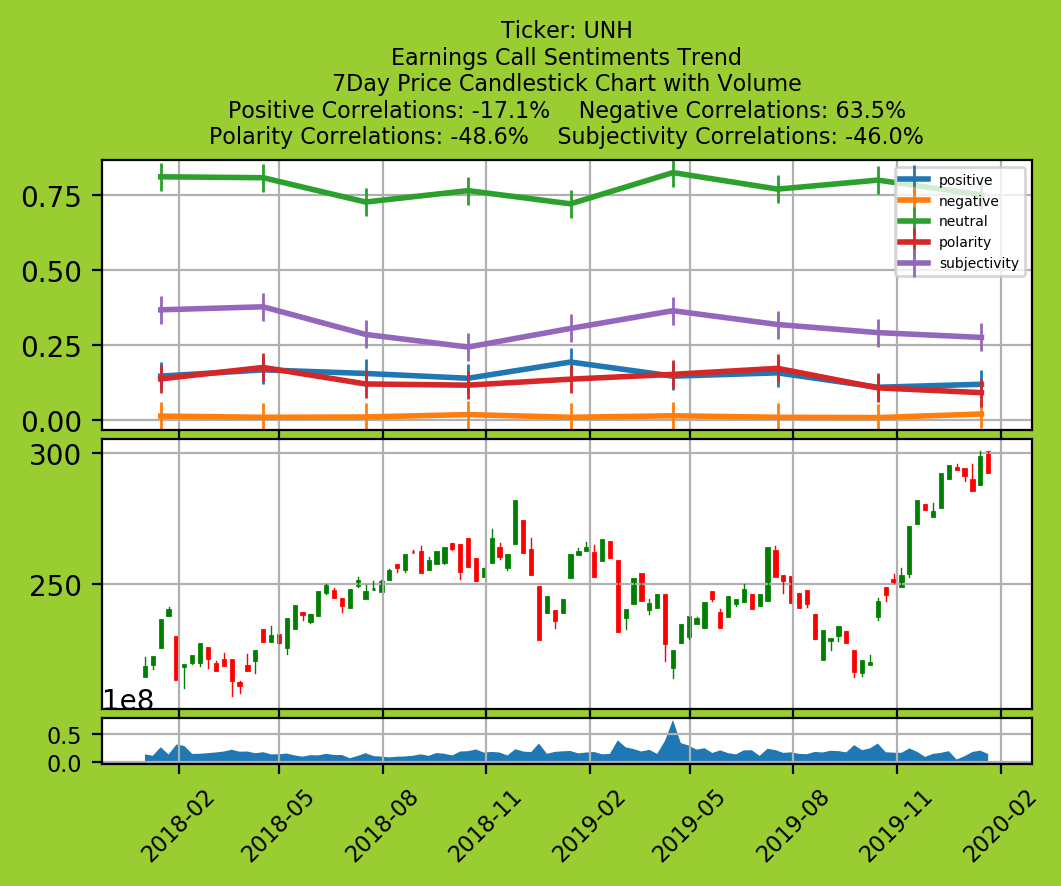 Ticker: UNH
Earnings Call Sentiments Trend
7Day Price Candlestick Chart with Volume
Positive Correlations: -17.1%    Negative Correlations: 63.5%
Polarity Correlations: -48.6%    Subjectivity Correlations: -46.0%
0.75
0.50
0.25
0.00
positive
negative
neutral
polarity
subjectivity
300
250
1e8
0.5
0.0
2018-02
2018-05
2018-08
2018-11
2019-02
2019-05
2019-08
2019-11
2020-02